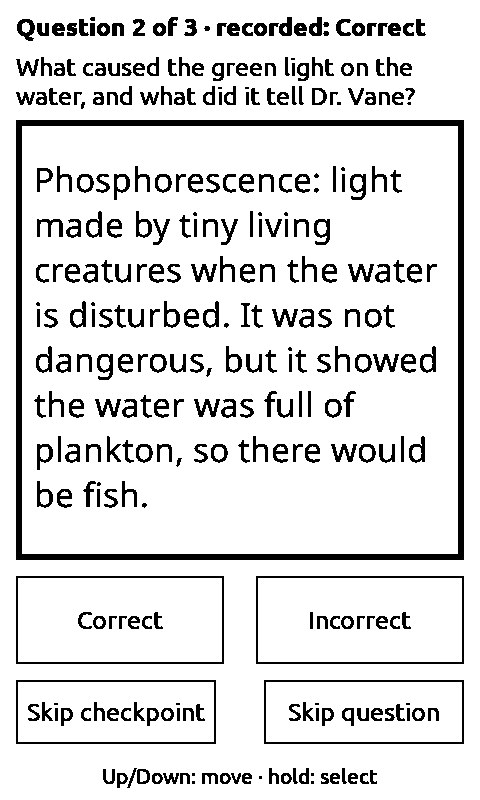 Question 2 of 3 · recorded: Correct
What caused the green light on the
water, and what did it tell Dr. Vane?
Phosphorescence: light
made by tiny living
creatures when the water
is disturbed. It was not
dangerous, but it showed
the water was full of
plankton, so there would
be fish.
Correct
Incorrect
Skip checkpoint
Skip question
Up/Down: move · hold: select